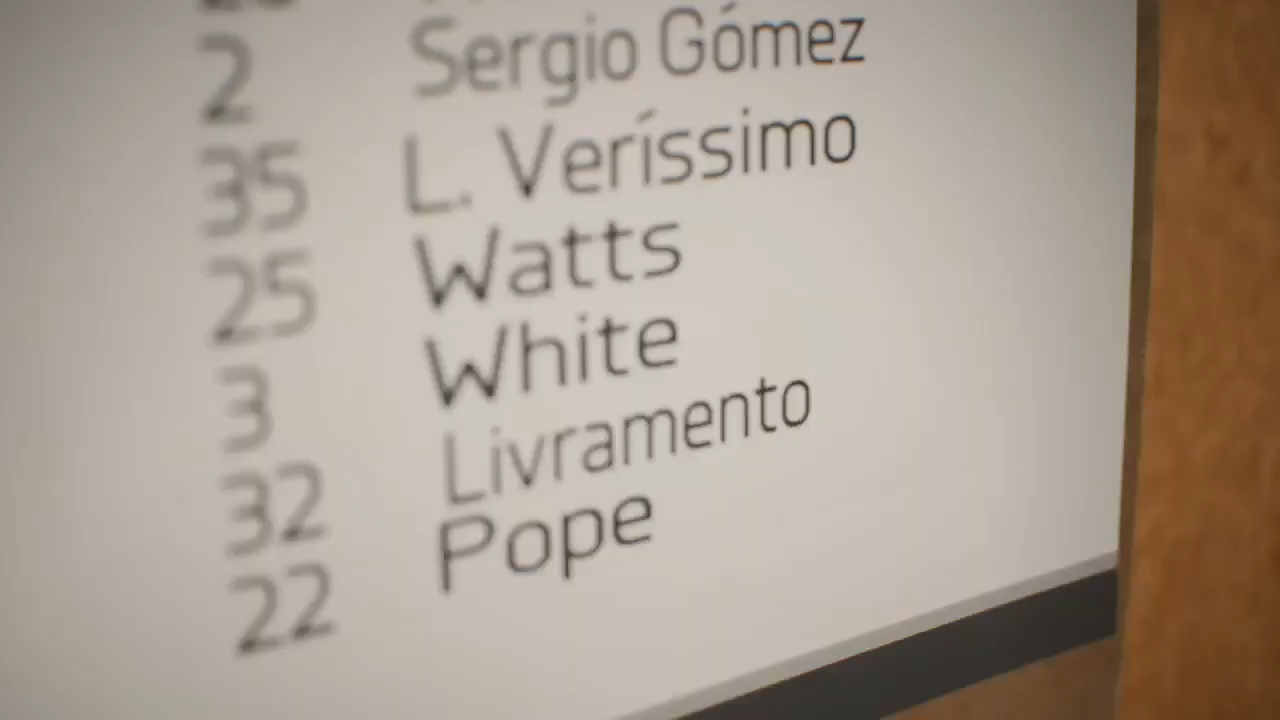 2 Sergio Gómez
35 L. Veríssimo
25 Watts
3 White
32 Livramento
22 Pope